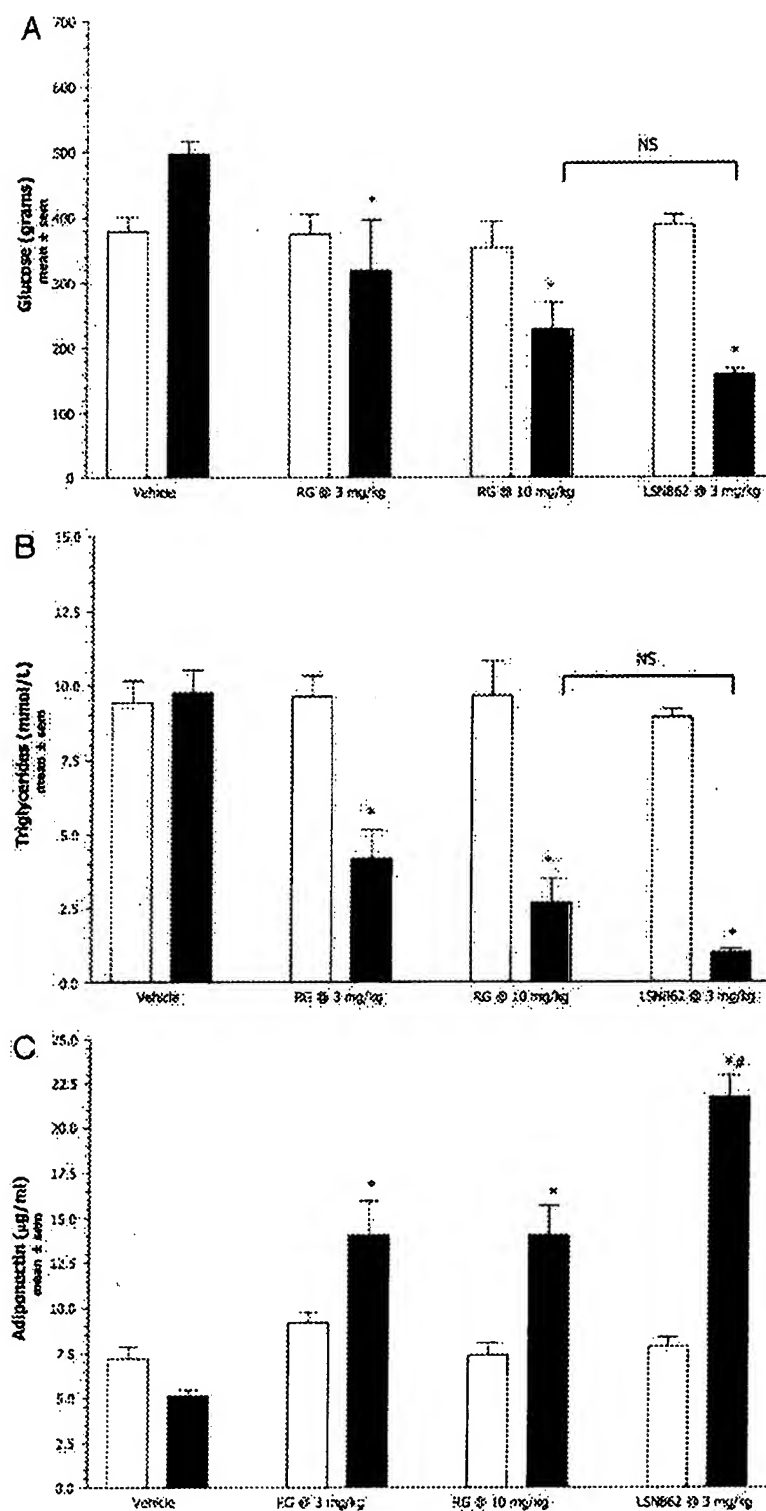 A
700
600
500
400
300
200
100
0
Glucose (grams)
mean ± sem
NS
*
*
*
Vehicle
RG @ 3 mg/kg
RG @ 10 mg/kg
LSN862 @ 3 mg/kg
B
15.0
12.5
10.0
7.5
5.0
2.5
0.0
Triglycerides (mmol/L)
mean ± sem
NS
*
*
*
Vehicle
RG @ 3 mg/kg
RG @ 10 mg/kg
LSN862 @ 3 mg/kg
C
25.0
22.5
20.0
17.5
15.0
12.5
10.0
7.5
5.0
2.5
0.0
Adiponectin (µg/ml)
mean ± sem
*
*
*#
Vehicle
RG @ 3 mg/kg
RG @ 10 mg/kg
LSN862 @ 3 mg/kg